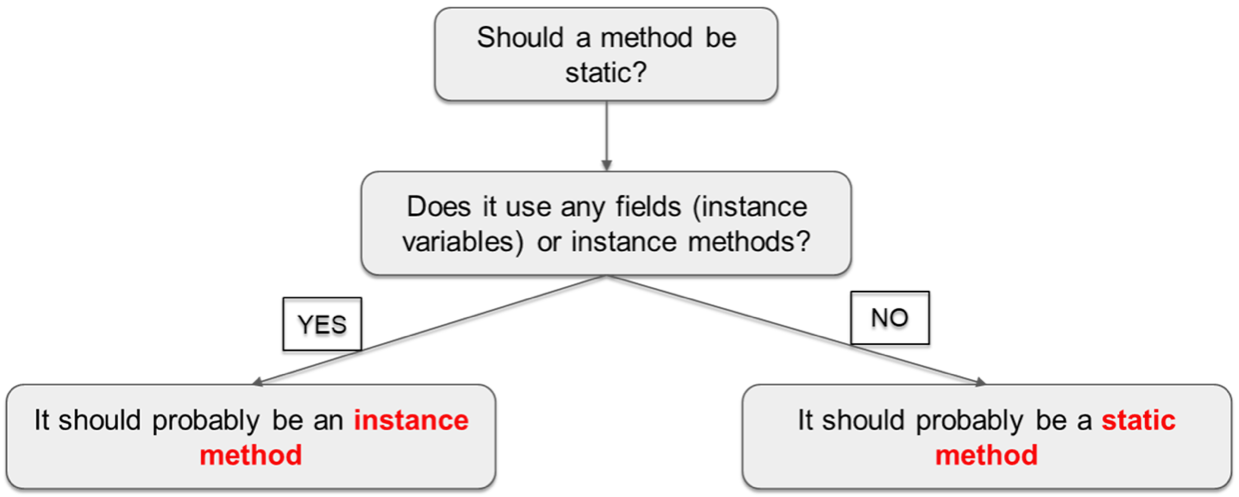 Should a method be
static?
Does it use any fields (instance
variables) or instance methods?
YES
NO
It should probably be an instance
method
It should probably be a static
method